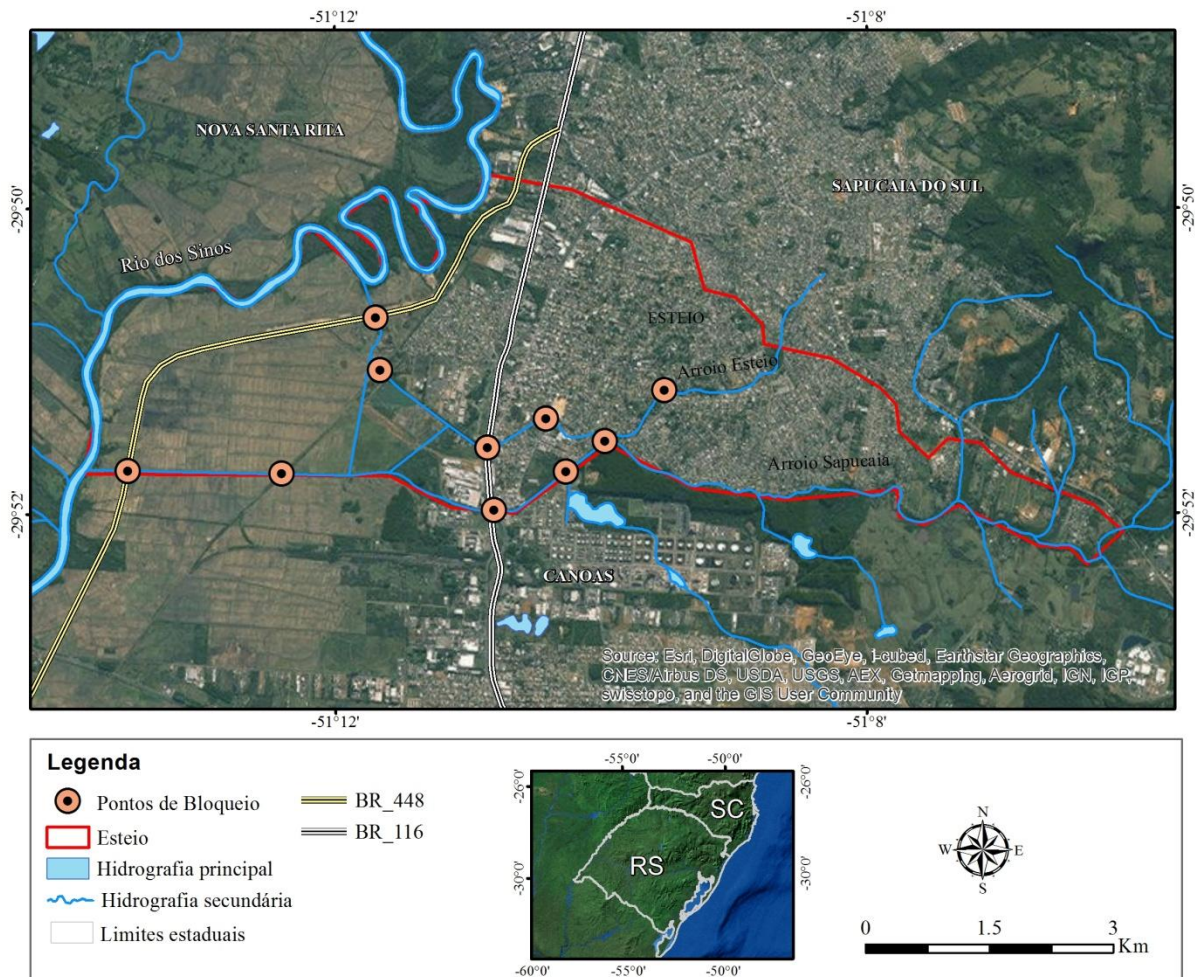 -51°12'
-51°8'
NOVA SANTA RITA
SAPUCAIA DO SUL
-29°50'
-29°50'
Rio dos Sinos
ESTEIO
Arroio Esteio
Arroio Sapucaia
-29°52'
-29°52'
CANOAS
Source: Esri, DigitalGlobe, GeoEye, i-cubed, Earthstar Geographics,
CNES/Airbus DS, USDA, USGS, AEX, Getmapping, Aerogrid, IGN, IGP,
swisstopo, and the GIS User Community
-51°12'
-51°8'
Legenda
Pontos de Bloqueio
Esteio
Hidrografia principal
Hidrografia secundária
Limites estaduais
BR_448
BR_116
-55°0'
-50°0'
-26°0'
-26°0'
SC
RS
-30°0'
-30°0'
-60°0'
-55°0'
-50°0'
N
W
E
S
0
1.5
3
Km